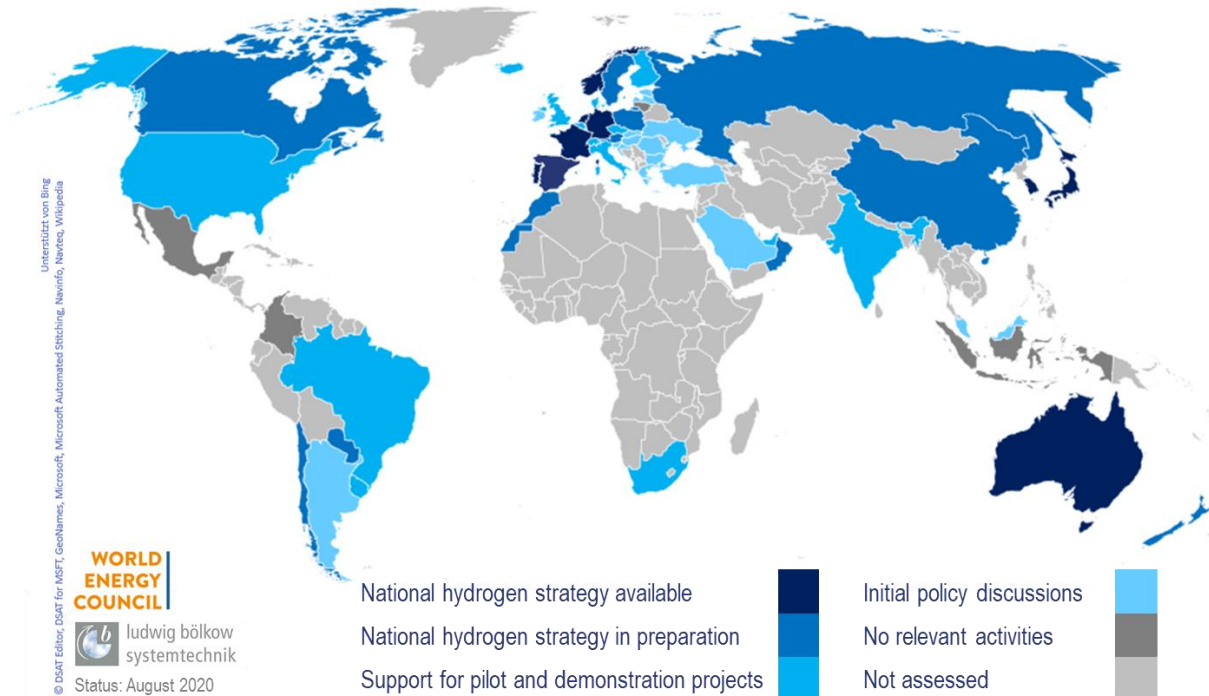 Unterstützt von Bing
© DSAT Editor, DSAT for MSFT, GeoNames, Microsoft, Microsoft Automated Stitching, Navinfo, Navteq, Wikipedia
WORLD
ENERGY
COUNCIL
b
ludwig bölkow
systemtechnik
Status: August 2020
National hydrogen strategy available
National hydrogen strategy in preparation
Support for pilot and demonstration projects
Initial policy discussions
No relevant activities
Not assessed